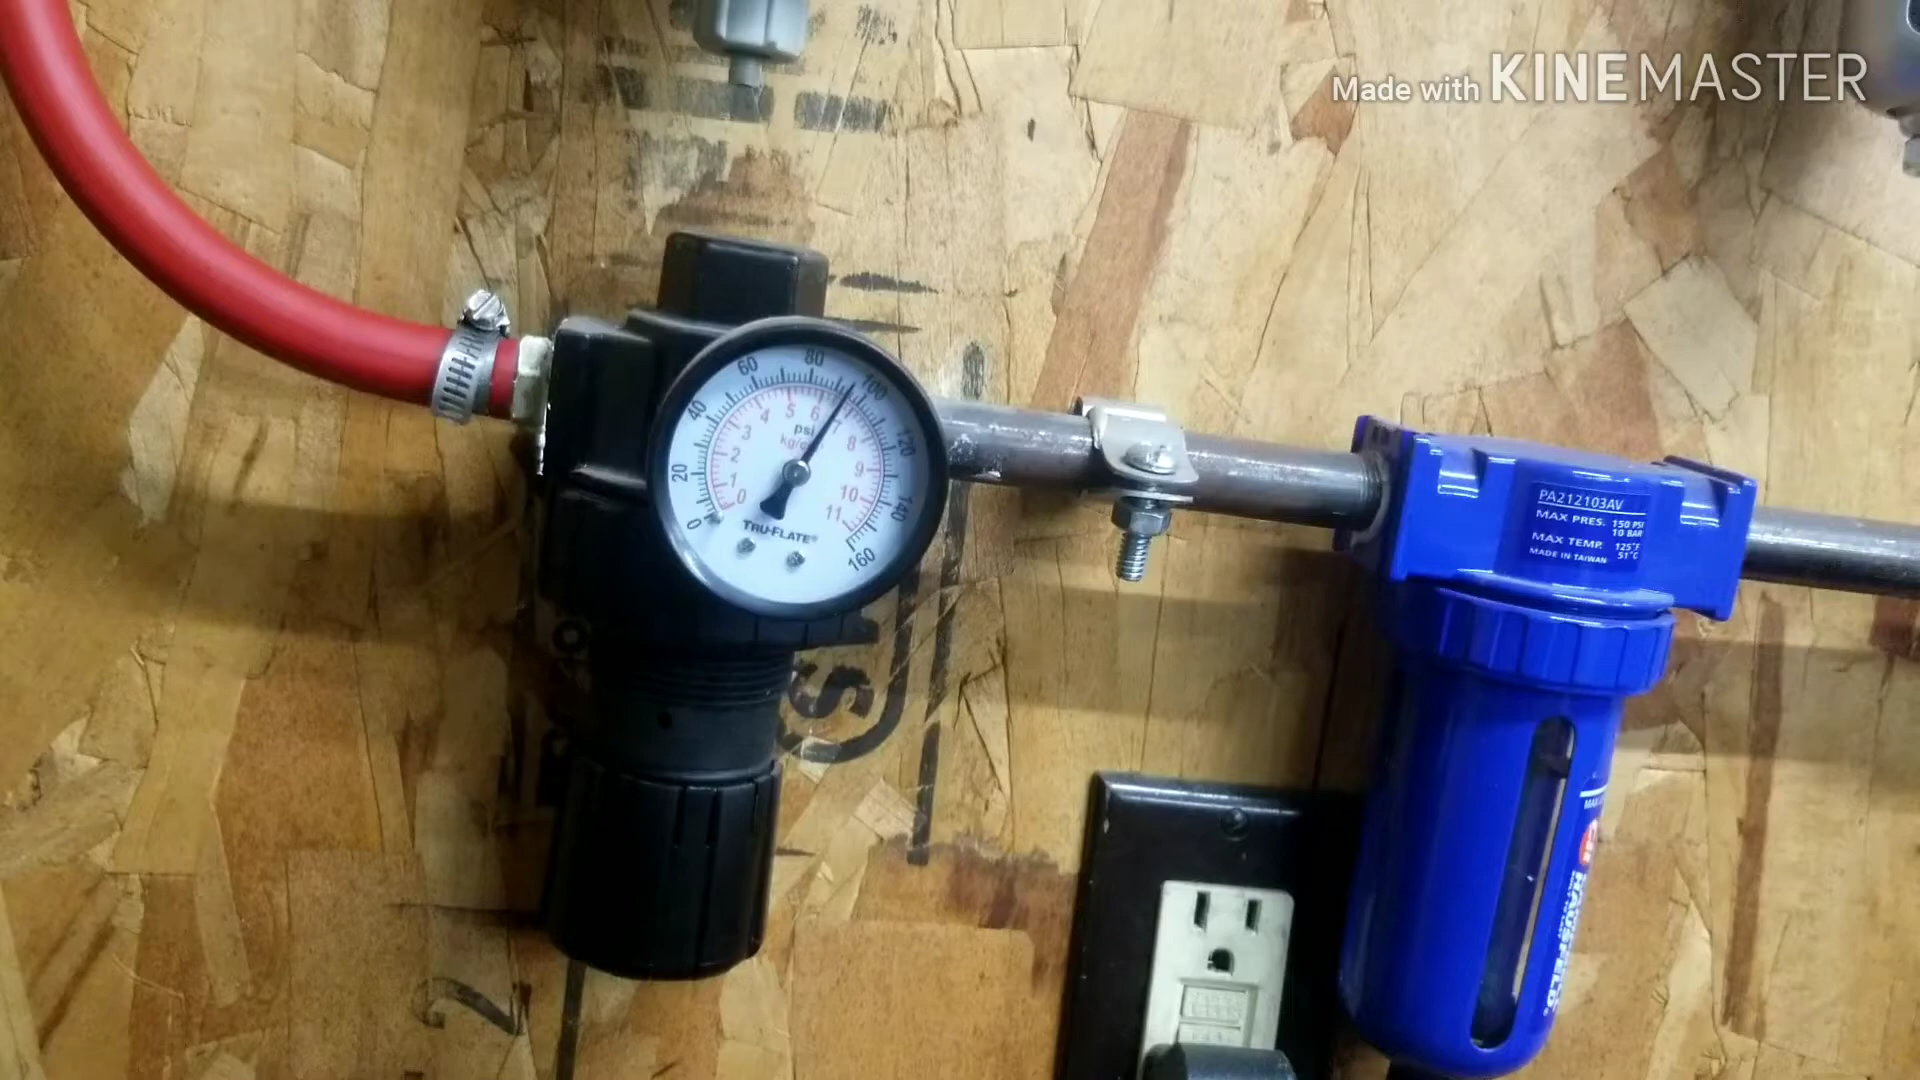 Made with KINEMASTER
0
20
40
60
80
100
120
140
160
0
1
2
3
4
5
6
7
8
9
10
11
psi
TRU-FLATE®
PA212103AV
MAX PRES. 150 PSI
10 BAR
MAX TEMP. 125°F
51°C
MADE IN TAIWAN
HAUSFELD®